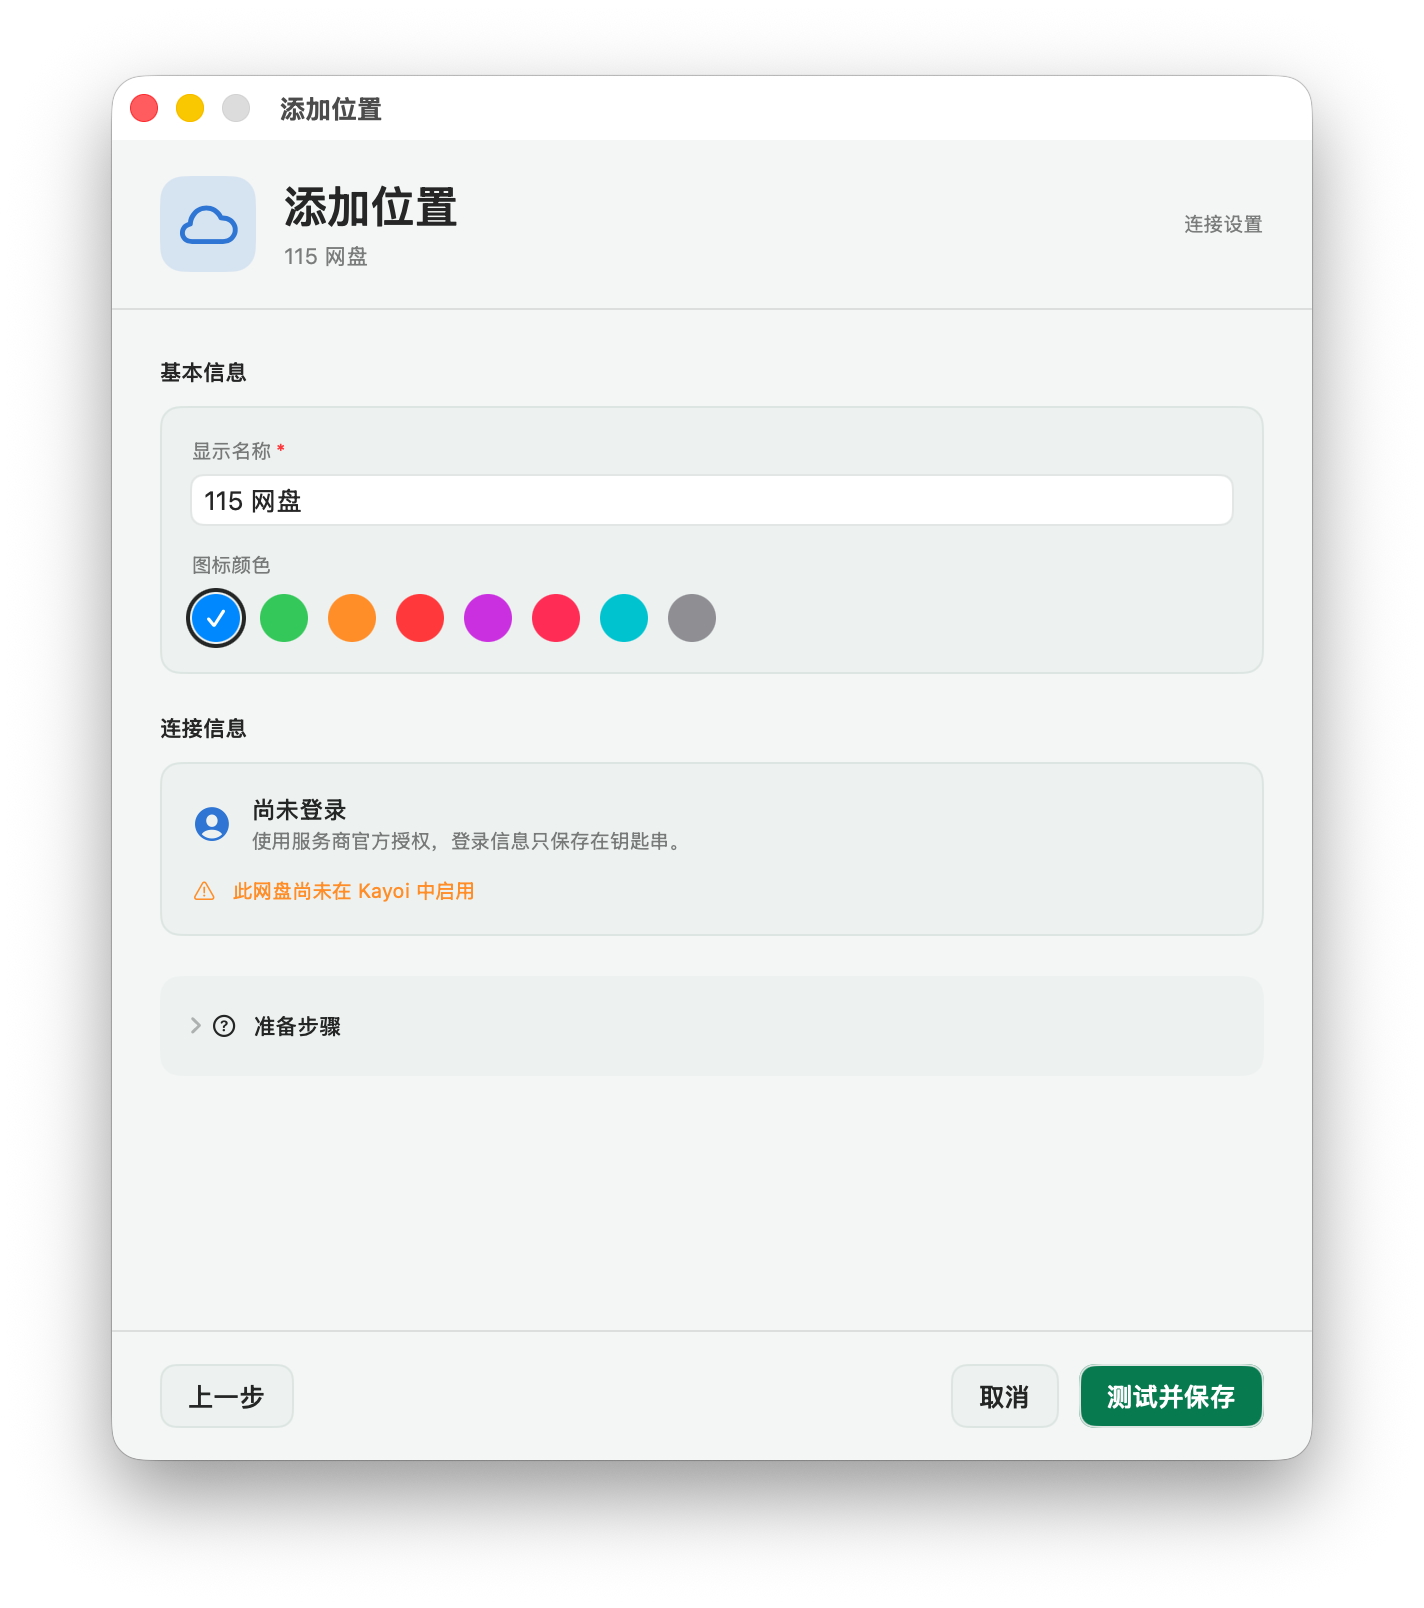 添加位置
添加位置
115 网盘
连接设置
基本信息
显示名称 *
115 网盘
图标颜色
连接信息
尚未登录
使用服务商官方授权，登录信息只保存在钥匙串。
此网盘尚未在 Kayoi 中启用
准备步骤
上一步
取消
测试并保存